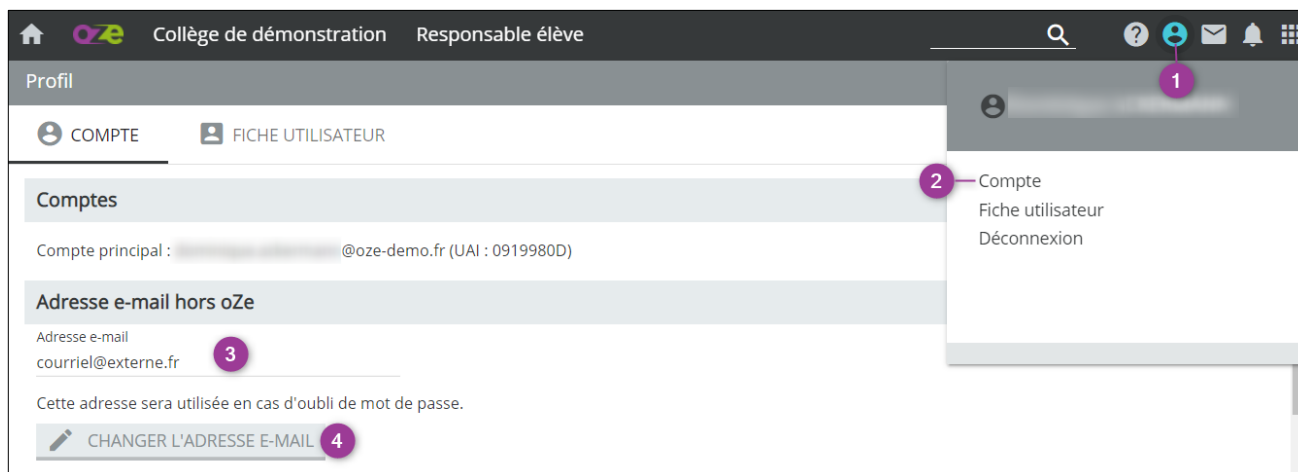 oZe Collège de démonstration Responsable élève
1
Profil
COMPTE FICHE UTILISATEUR
2 Compte
Fiche utilisateur
Déconnexion
Comptes
Compte principal : @oze-demo.fr (UAI : 0919980D)
Adresse e-mail hors oZe
Adresse e-mail
courriel@externe.fr 3
Cette adresse sera utilisée en cas d'oubli de mot de passe.
CHANGER L'ADRESSE E-MAIL 4